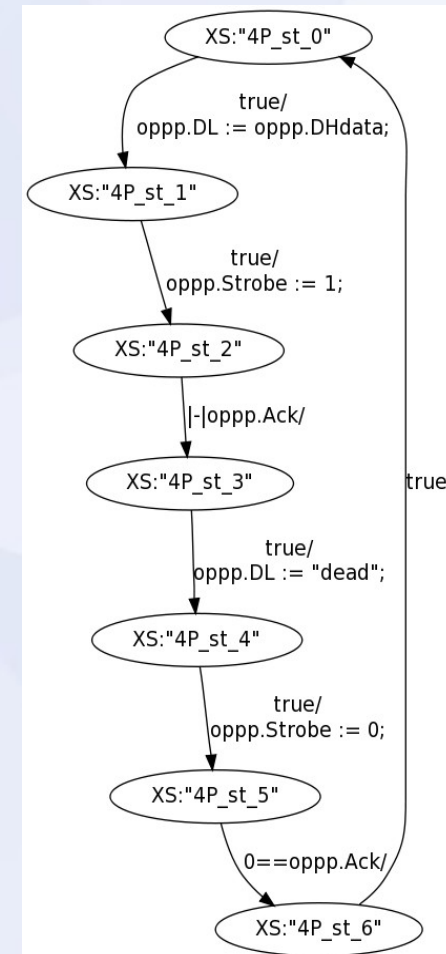 XS:"4P_st_0"
true/
oppp.DL := oppp.DHdata;
XS:"4P_st_1"
true/
oppp.Strobe := 1;
XS:"4P_st_2"
|-|oppp.Ack/
XS:"4P_st_3"
true
true/
oppp.DL := "dead";
XS:"4P_st_4"
true/
oppp.Strobe := 0;
XS:"4P_st_5"
0==oppp.Ack/
XS:"4P_st_6"